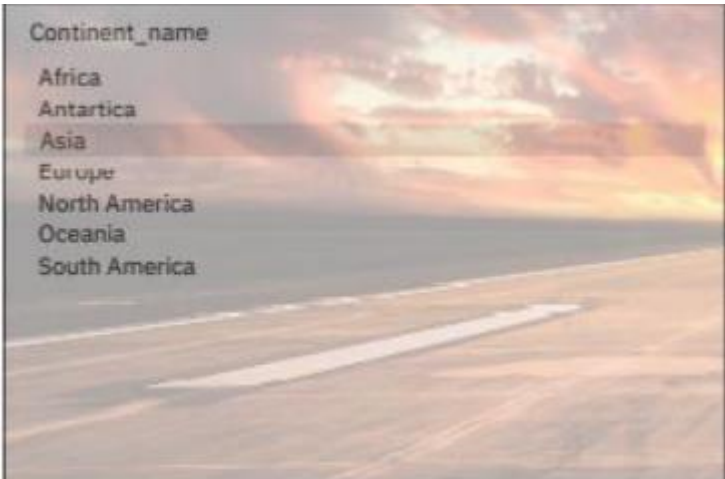 Continent_name
Africa
Antartica
Asia
Europe
North America
Oceania
South America